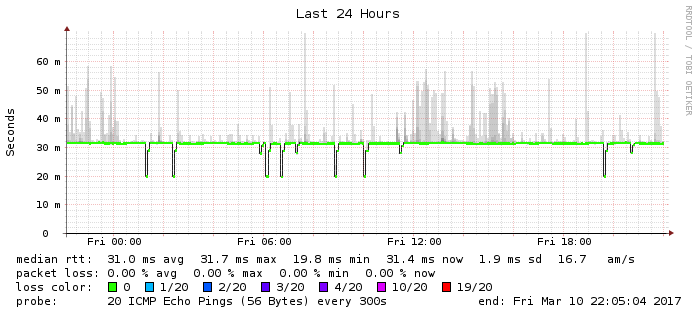 Last 24 Hours
RRDTOOL / TOBI OETIKER
Seconds
60 m
50 m
40 m
30 m
20 m
10 m
0
Fri 00:00 Fri 06:00 Fri 12:00 Fri 18:00
median rtt: 31.0 ms avg 31.7 ms max 19.8 ms min 31.4 ms now 1.9 ms sd 16.7 am/s
packet loss: 0.00 % avg 0.00 % max 0.00 % min 0.00 % now
loss color: 0 1/20 2/20 3/20 4/20 10/20 19/20
probe: 20 ICMP Echo Pings (56 Bytes) every 300s end: Fri Mar 10 22:05:04 2017